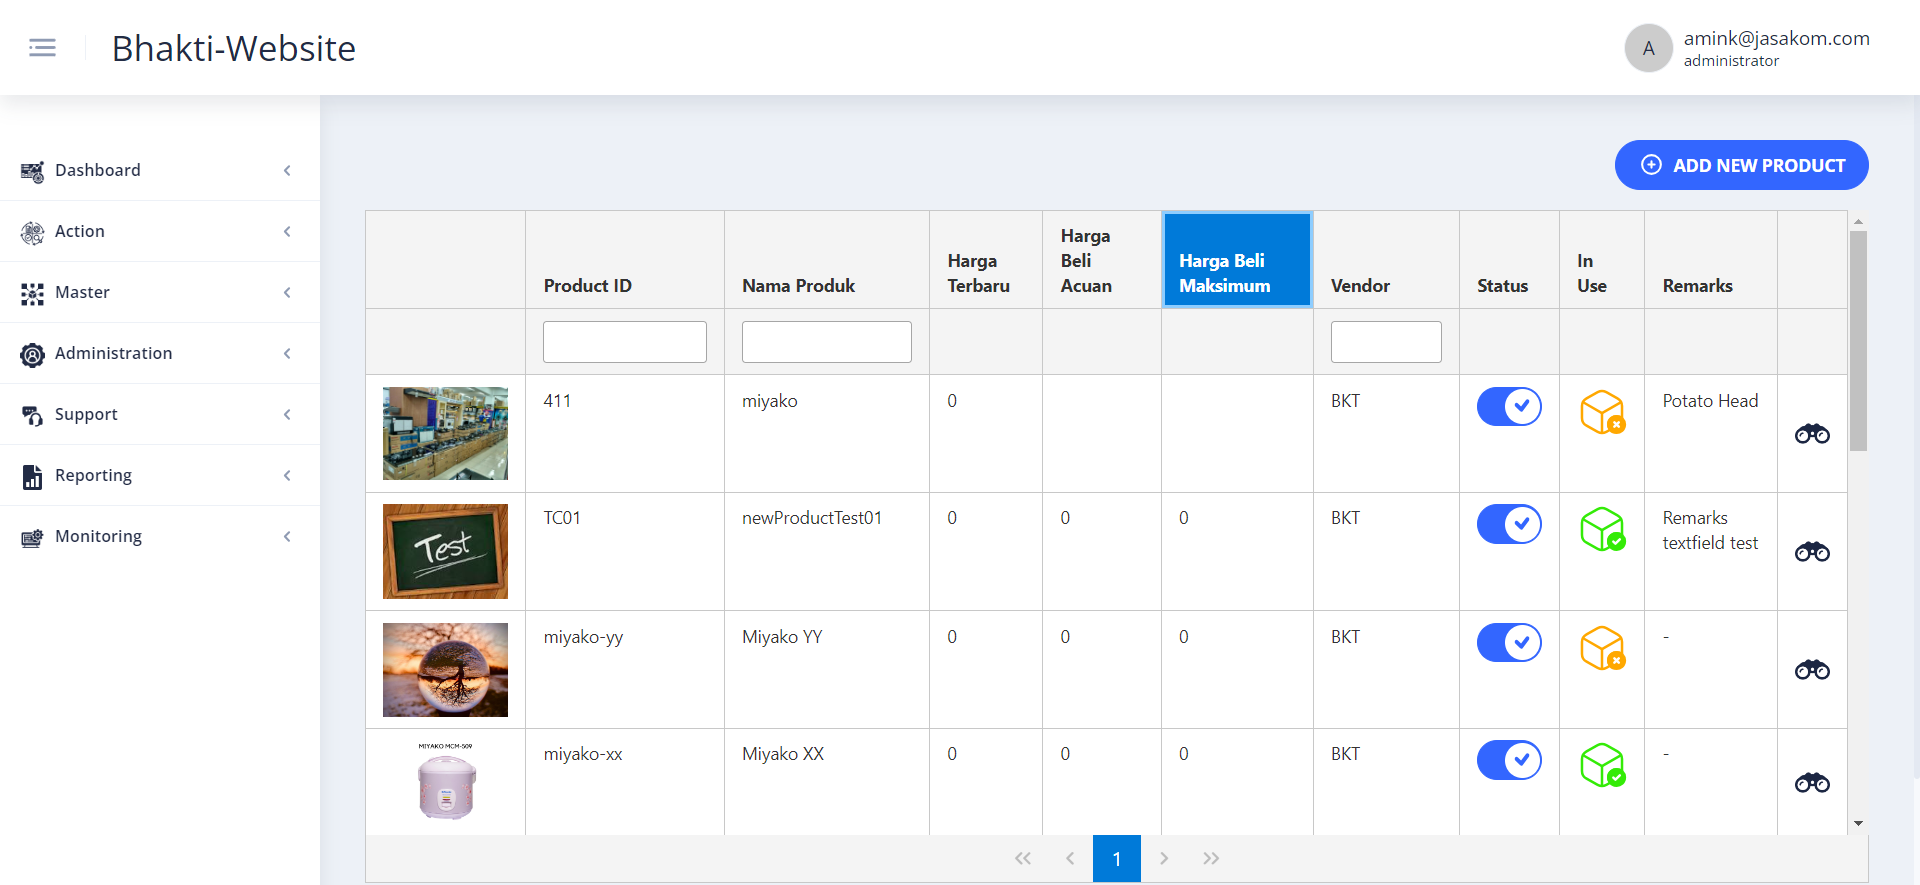 Bhakti-Website
A
amink@jasakom.com
administrator
Dashboard
Action
Master
Administration
Support
Reporting
Monitoring
ADD NEW PRODUCT
Product ID
Nama Produk
Harga
Terbaru
Harga
Beli
Acuan
Harga Beli
Maksimum
Vendor
Status
In
Use
Remarks
411
miyako
0
BKT
Potato Head
Test
TC01
newProductTest01
0
0
0
BKT
Remarks
textfield test
miyako-yy
Miyako YY
0
0
0
BKT
-
MIYAKO MCM-509
miyako-xx
Miyako XX
0
0
0
BKT
-
1